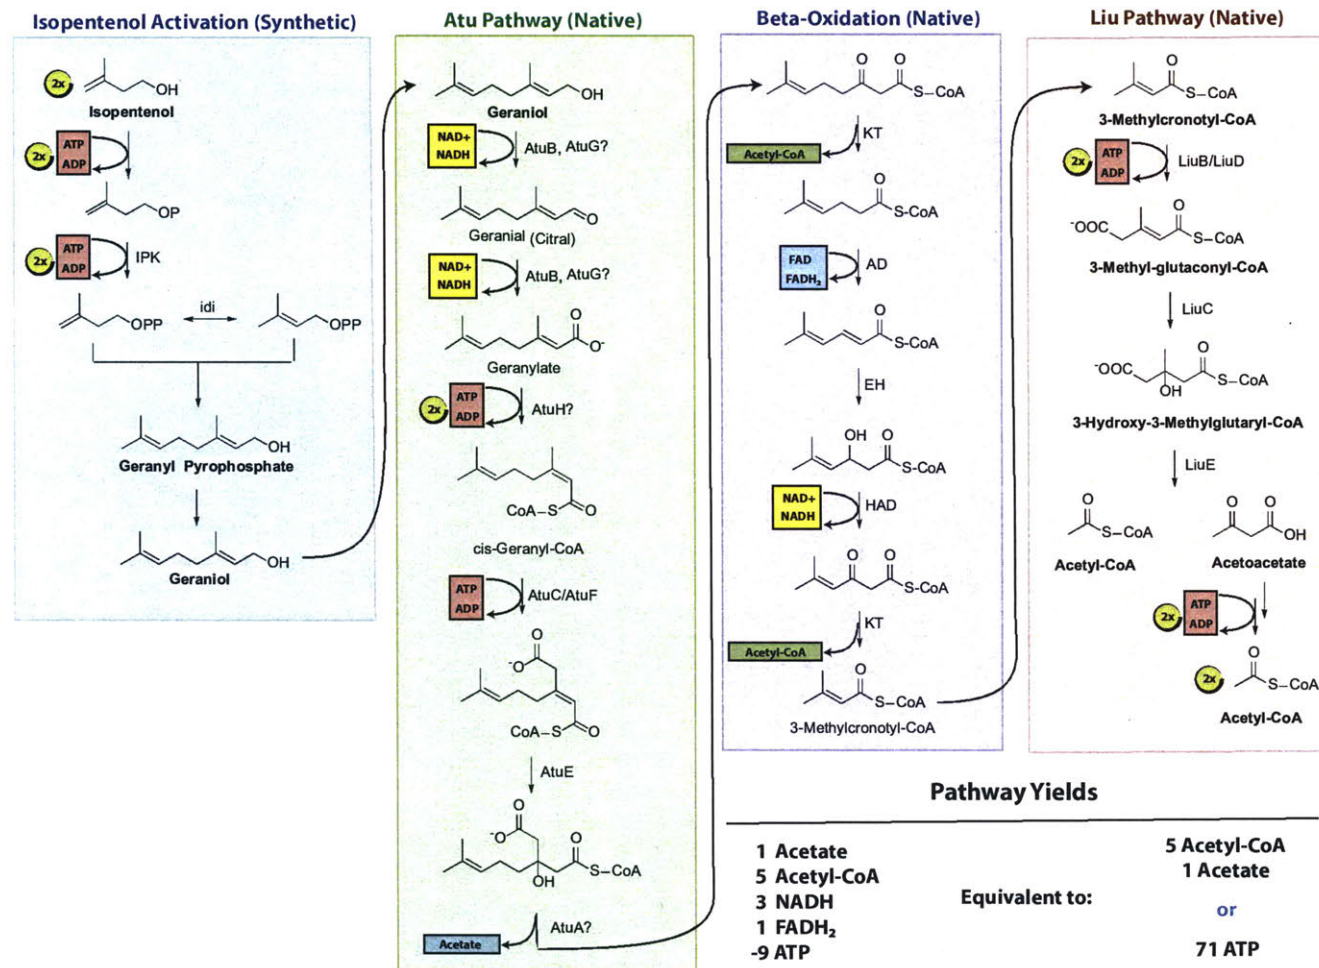 Isopentenol Activation (Synthetic)
2x
OH
Isopentenol
2x
ATP
ADP
OP
2x
ATP
ADP
IPK
OPP
idi
OPP
OH
Geranyl Pyrophosphate
OH
Geraniol
Atu Pathway (Native)
OH
Geraniol
NAD+
NADH
AtuB, AtuG?
O
Geranial (Citral)
NAD+
NADH
AtuB, AtuG?
O
O-
Geranylate
2x
ATP
ADP
AtuH?
CoA–S
O
cis-Geranyl-CoA
ATP
ADP
AtuC/AtuF
O
-O
CoA–S
O
AtuE
O
-O
O
S–CoA
OH
AtuA?
Acetate
Beta-Oxidation (Native)
O O
S–CoA
KT
Acetyl-CoA
O
S-CoA
FAD
FADH₂
AD
O
S-CoA
EH
OH O
S-CoA
NAD+
NADH
HAD
O O
S-CoA
KT
Acetyl-CoA
O
S–CoA
3-Methylcronotyl-CoA
Liu Pathway (Native)
O
S–CoA
3-Methylcronotyl-CoA
2x
ATP
ADP
LiuB/LiuD
O
-OOC
S–CoA
3-Methyl-glutaconyl-CoA
LiuC
O
-OOC
S–CoA
OH
3-Hydroxy-3-Methylglutaryl-CoA
LiuE
O
S–CoA
Acetyl-CoA
O O
OH
Acetoacetate
2x
ATP
ADP
O
2x
S–CoA
Acetyl-CoA
Pathway Yields
1 Acetate
5 Acetyl-CoA
3 NADH
1 FADH₂
-9 ATP
Equivalent to:
5 Acetyl-CoA
1 Acetate
or
71 ATP